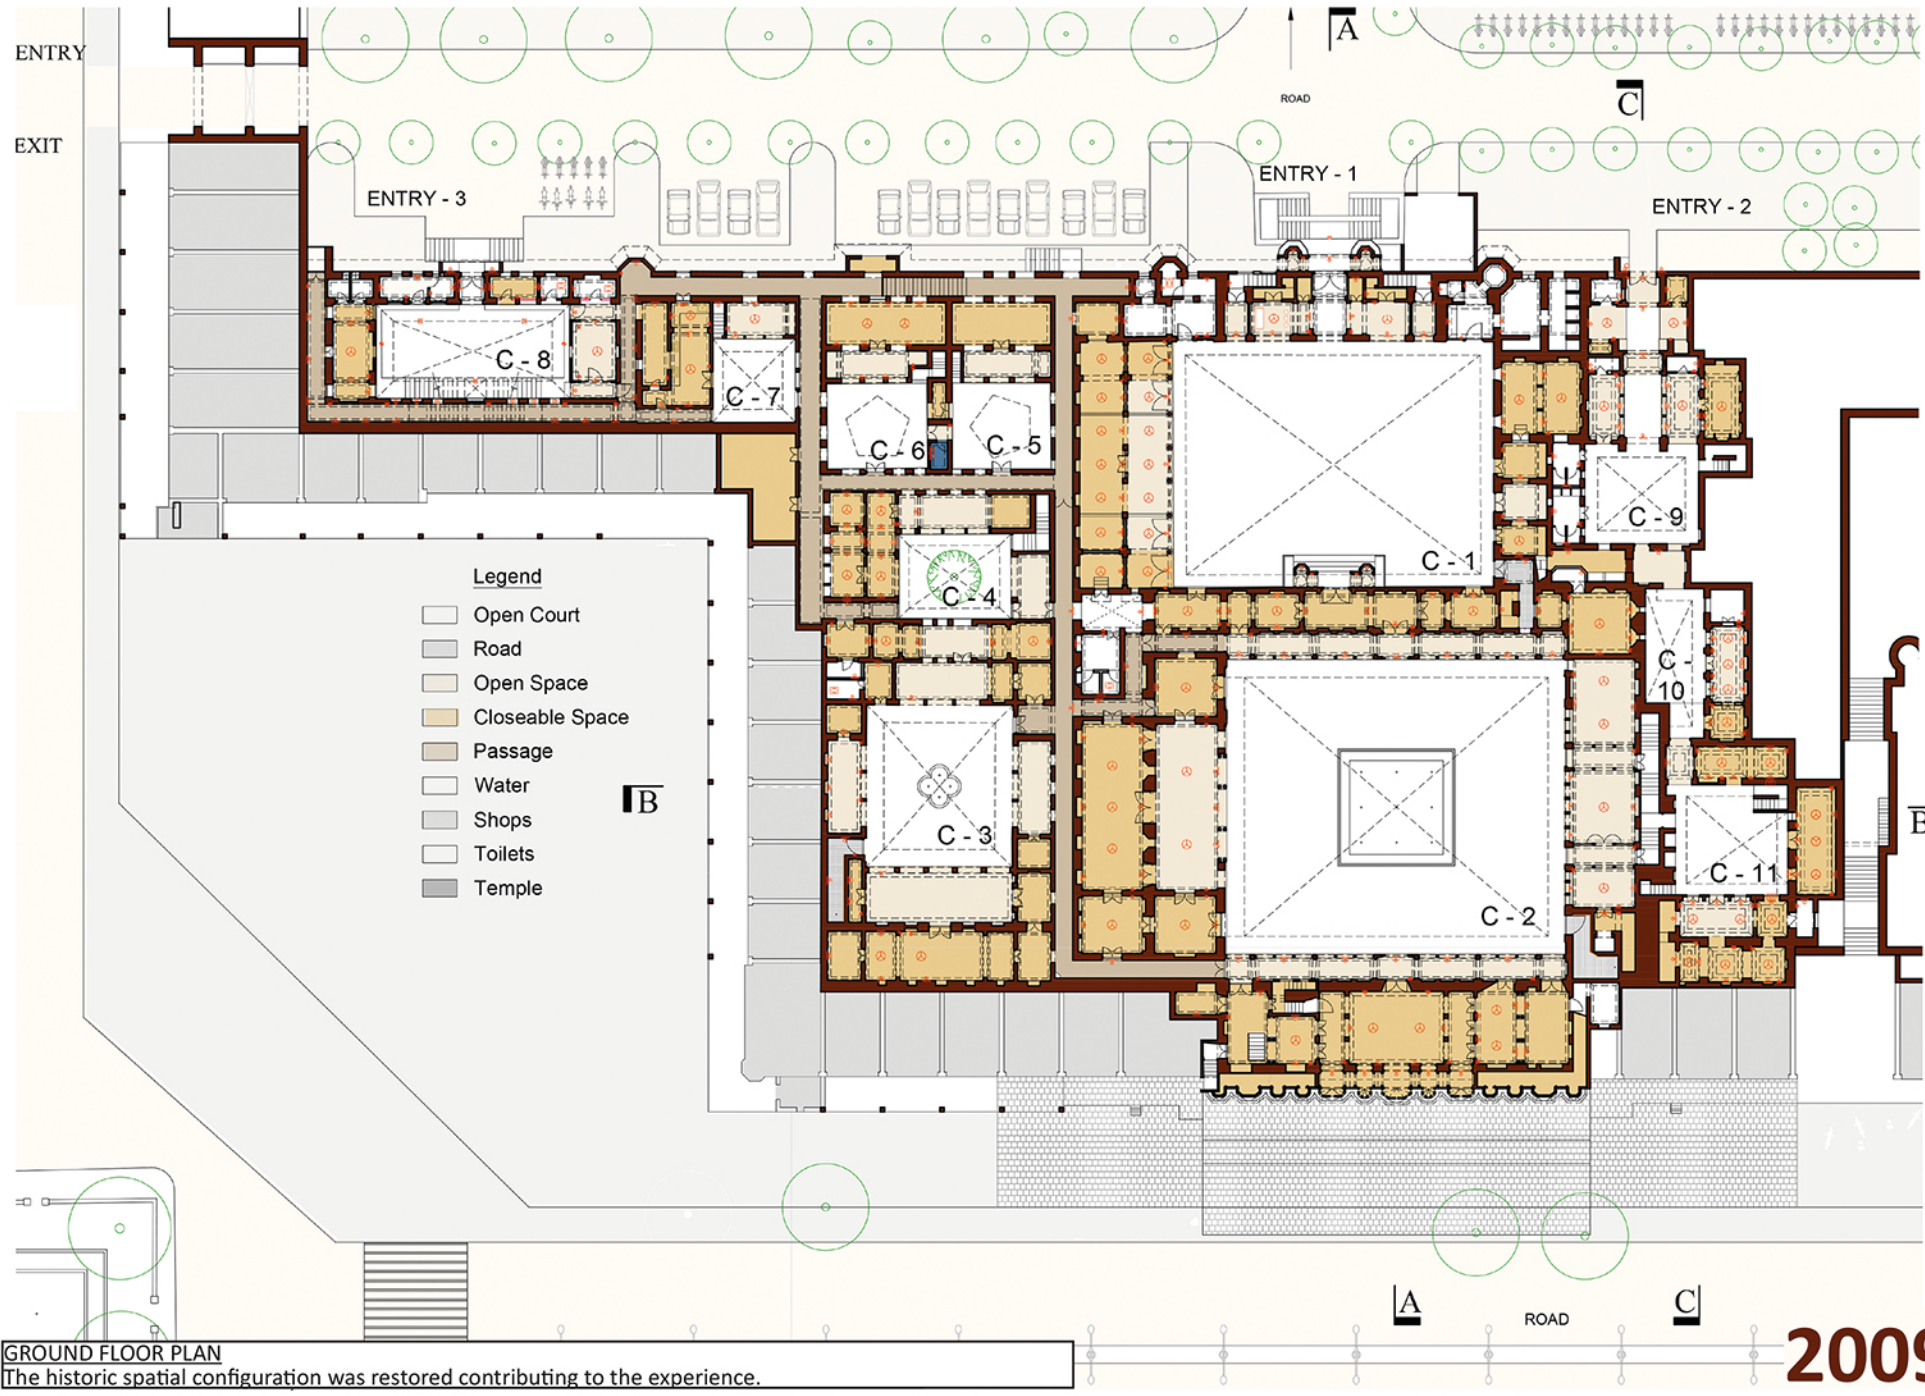 A
ENTRY
C
ROAD
EXIT
ENTRY - 1
ENTRY - 3
ENTRY - 2
C - 8
C - 7
C - 6
C - 5
C - 9
C - 1
C - 4
Legend
Open Court
Road
Open Space
Closeable Space
Passage
Water
Shops
Toilets
Temple
C -
10
B
B
C - 3
C - 11
C - 2
A
C
ROAD
2009
GROUND FLOOR PLAN
The historic spatial configuration was restored contributing to the experience.